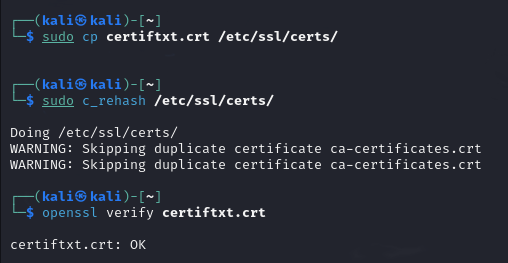 ┌──(kali㉿kali)-[~]
└─$ sudo cp certiftxt.crt /etc/ssl/certs/
┌──(kali㉿kali)-[~]
└─$ sudo c_rehash /etc/ssl/certs/
Doing /etc/ssl/certs/
WARNING: Skipping duplicate certificate ca-certificates.crt
WARNING: Skipping duplicate certificate ca-certificates.crt
┌──(kali㉿kali)-[~]
└─$ openssl verify certiftxt.crt
certiftxt.crt: OK